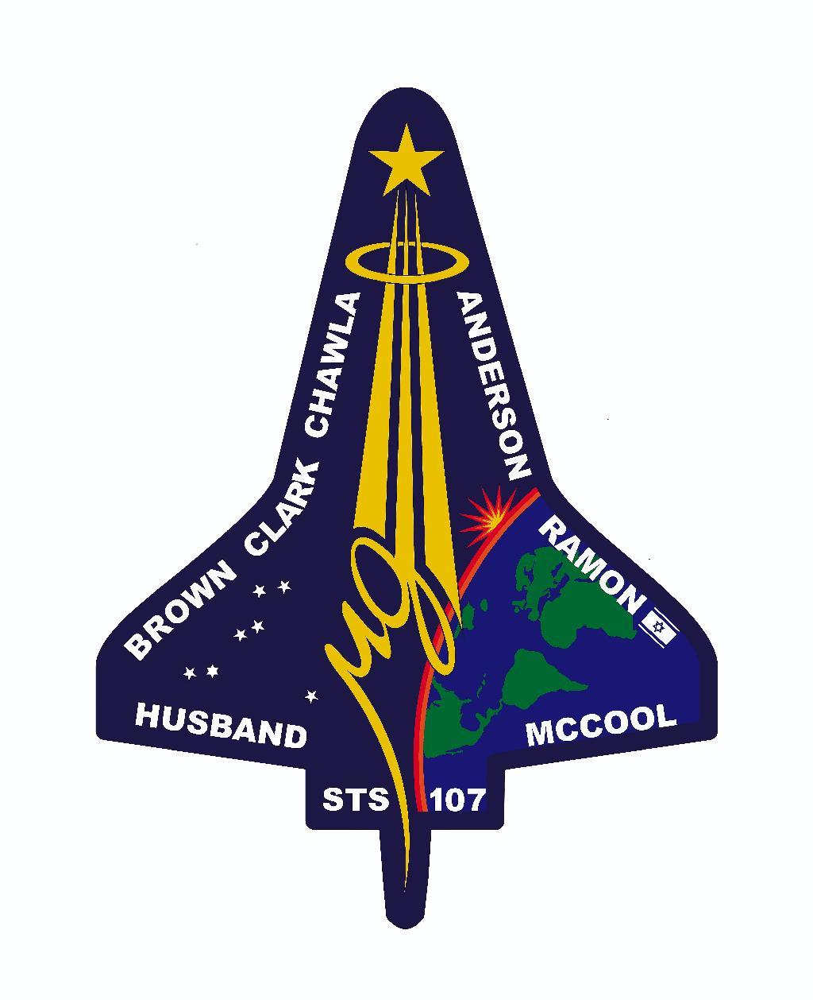 CHAWLA
ANDERSON
CLARK
RAMON
BROWN
HUSBAND
MCCOOL
STS 107